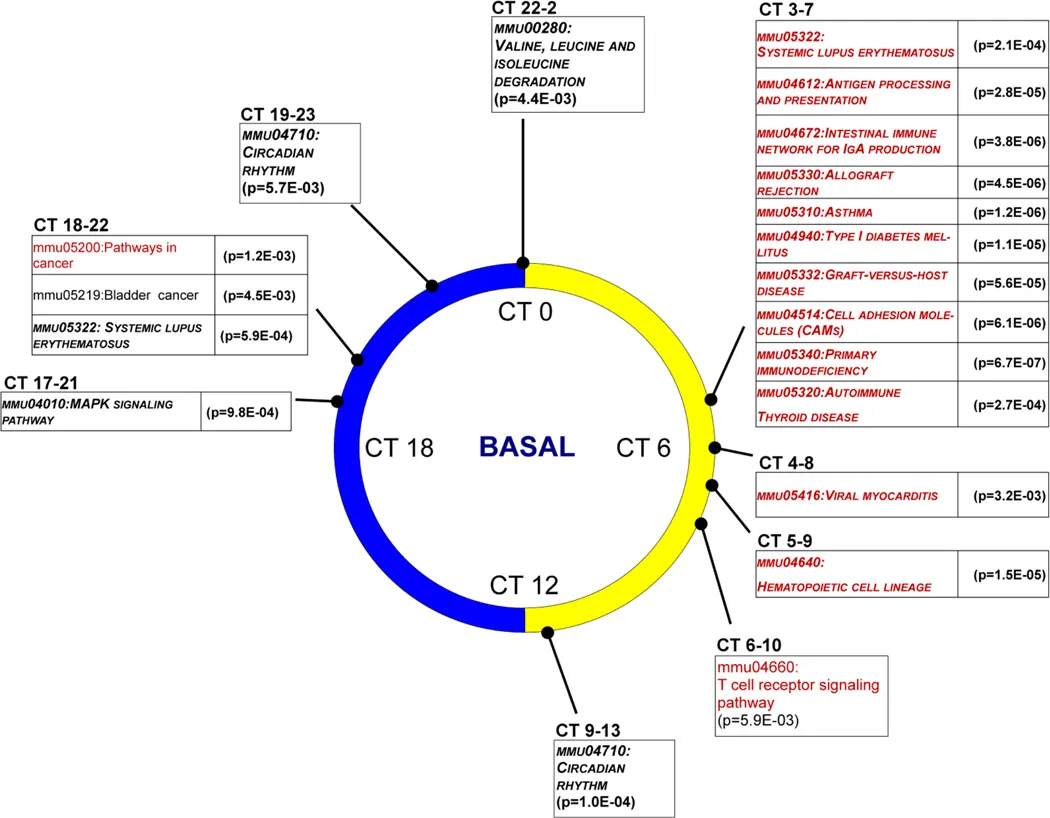 CT 22-2
MMU00280:
VALINE, LEUCINE AND
ISOLEUCINE
DEGRADATION
(p=4.4E-03)
CT 19-23
MMU04710:
CIRCADIAN
RHYTHM
(p=5.7E-03)
CT 18-22
mmu05200:Pathways in
cancer
(p=1.2E-03)
mmu05219:Bladder cancer
(p=4.5E-03)
MMU05322: SYSTEMIC LUPUS
ERYTHEMATOSUS
(p=5.9E-04)
CT 17-21
MMU04010:MAPK SIGNALING
PATHWAY
(p=9.8E-04)
CT 0
CT 18
BASAL
CT 6
CT 12
CT 3-7
MMU05322:
SYSTEMIC LUPUS ERYTHEMATOSUS
(p=2.1E-04)
MMU04612:ANTIGEN PROCESSING
AND PRESENTATION
(p=2.8E-05)
MMU04672:INTESTINAL IMMUNE
NETWORK FOR IGA PRODUCTION
(p=3.8E-06)
MMU05330:ALLOGRAFT
REJECTION
(p=4.5E-06)
MMU05310:ASTHMA
(p=1.2E-06)
MMU04940:TYPE I DIABETES MEL-
LITUS
(p=1.1E-05)
MMU05332:GRAFT-VERSUS-HOST
DISEASE
(p=5.6E-05)
MMU04514:CELL ADHESION MOLE-
CULES (CAMS)
(p=6.1E-06)
MMU05340:PRIMARY
IMMUNODEFICIENCY
(p=6.7E-07)
MMU05320:AUTOIMMUNE
THYROID DISEASE
(p=2.7E-04)
CT 4-8
MMU05416:VIRAL MYOCARDITIS
(p=3.2E-03)
CT 5-9
MMU04640:
HEMATOPOIETIC CELL LINEAGE
(p=1.5E-05)
CT 6-10
mmu04660:
T cell receptor signaling
pathway
(p=5.9E-03)
CT 9-13
MMU04710:
CIRCADIAN
RHYTHM
(p=1.0E-04)